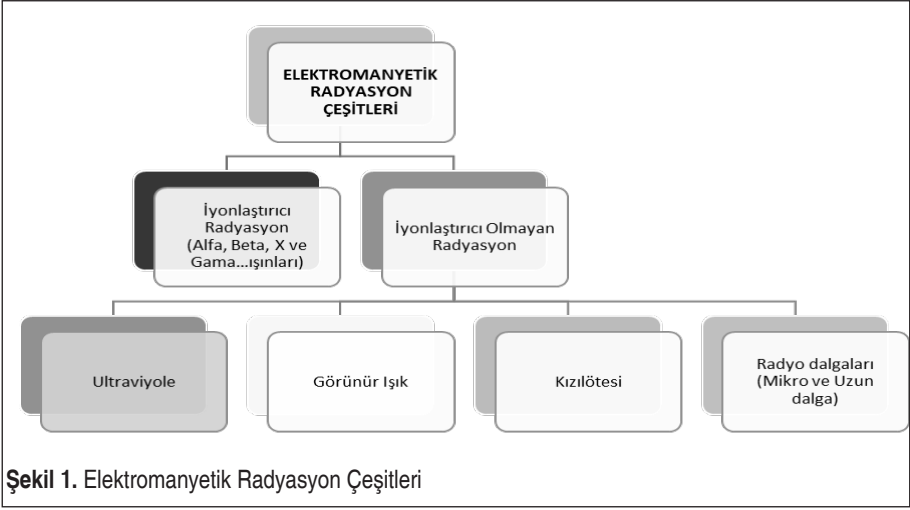 ELEKTROMANYETİK
RADYASYON
ÇEŞİTLERİ
İyonlaştırıcı
Radyasyon
(Alfa, Beta, X ve
Gama...ışınları)
İyonlaştırıcı Olmayan
Radyasyon
Ultraviyole
Görünür Işık
Kızılötesi
Radyo dalgaları
(Mikro ve Uzun
dalga)
Şekil 1. Elektromanyetik Radyasyon Çeşitleri